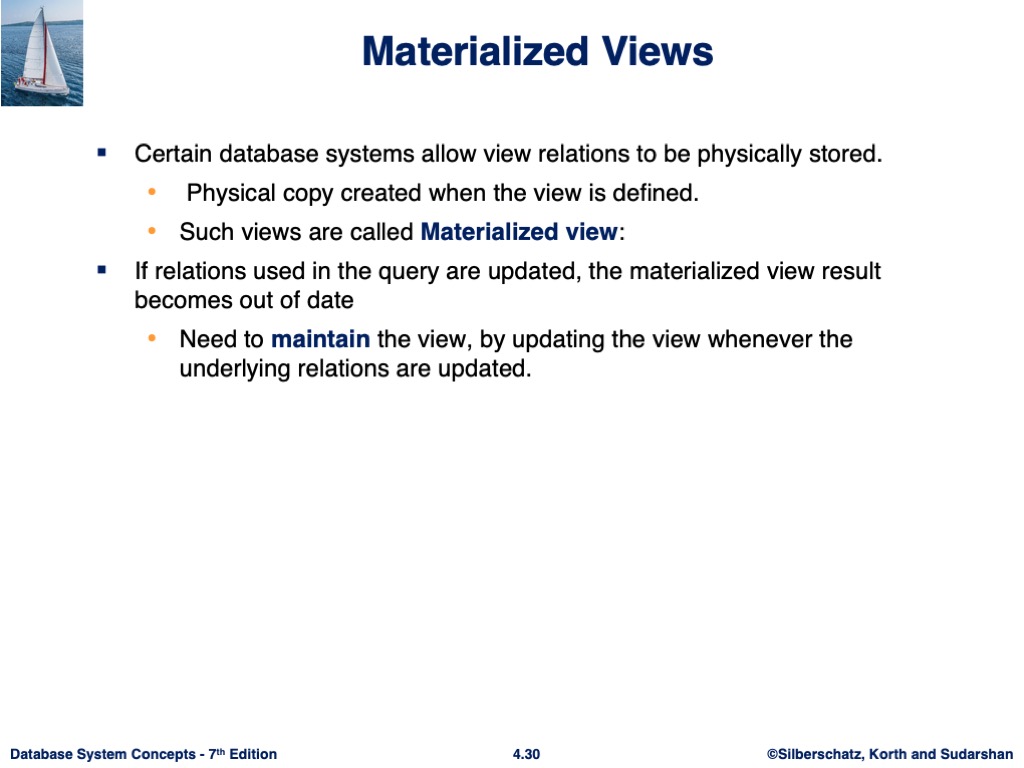 Materialized Views
▪ Certain database systems allow view relations to be physically stored.
• Physical copy created when the view is defined.
• Such views are called Materialized view:
▪ If relations used in the query are updated, the materialized view result
becomes out of date
• Need to maintain the view, by updating the view whenever the
underlying relations are updated.
Database System Concepts - 7th Edition
4.30
©Silberschatz, Korth and Sudarshan